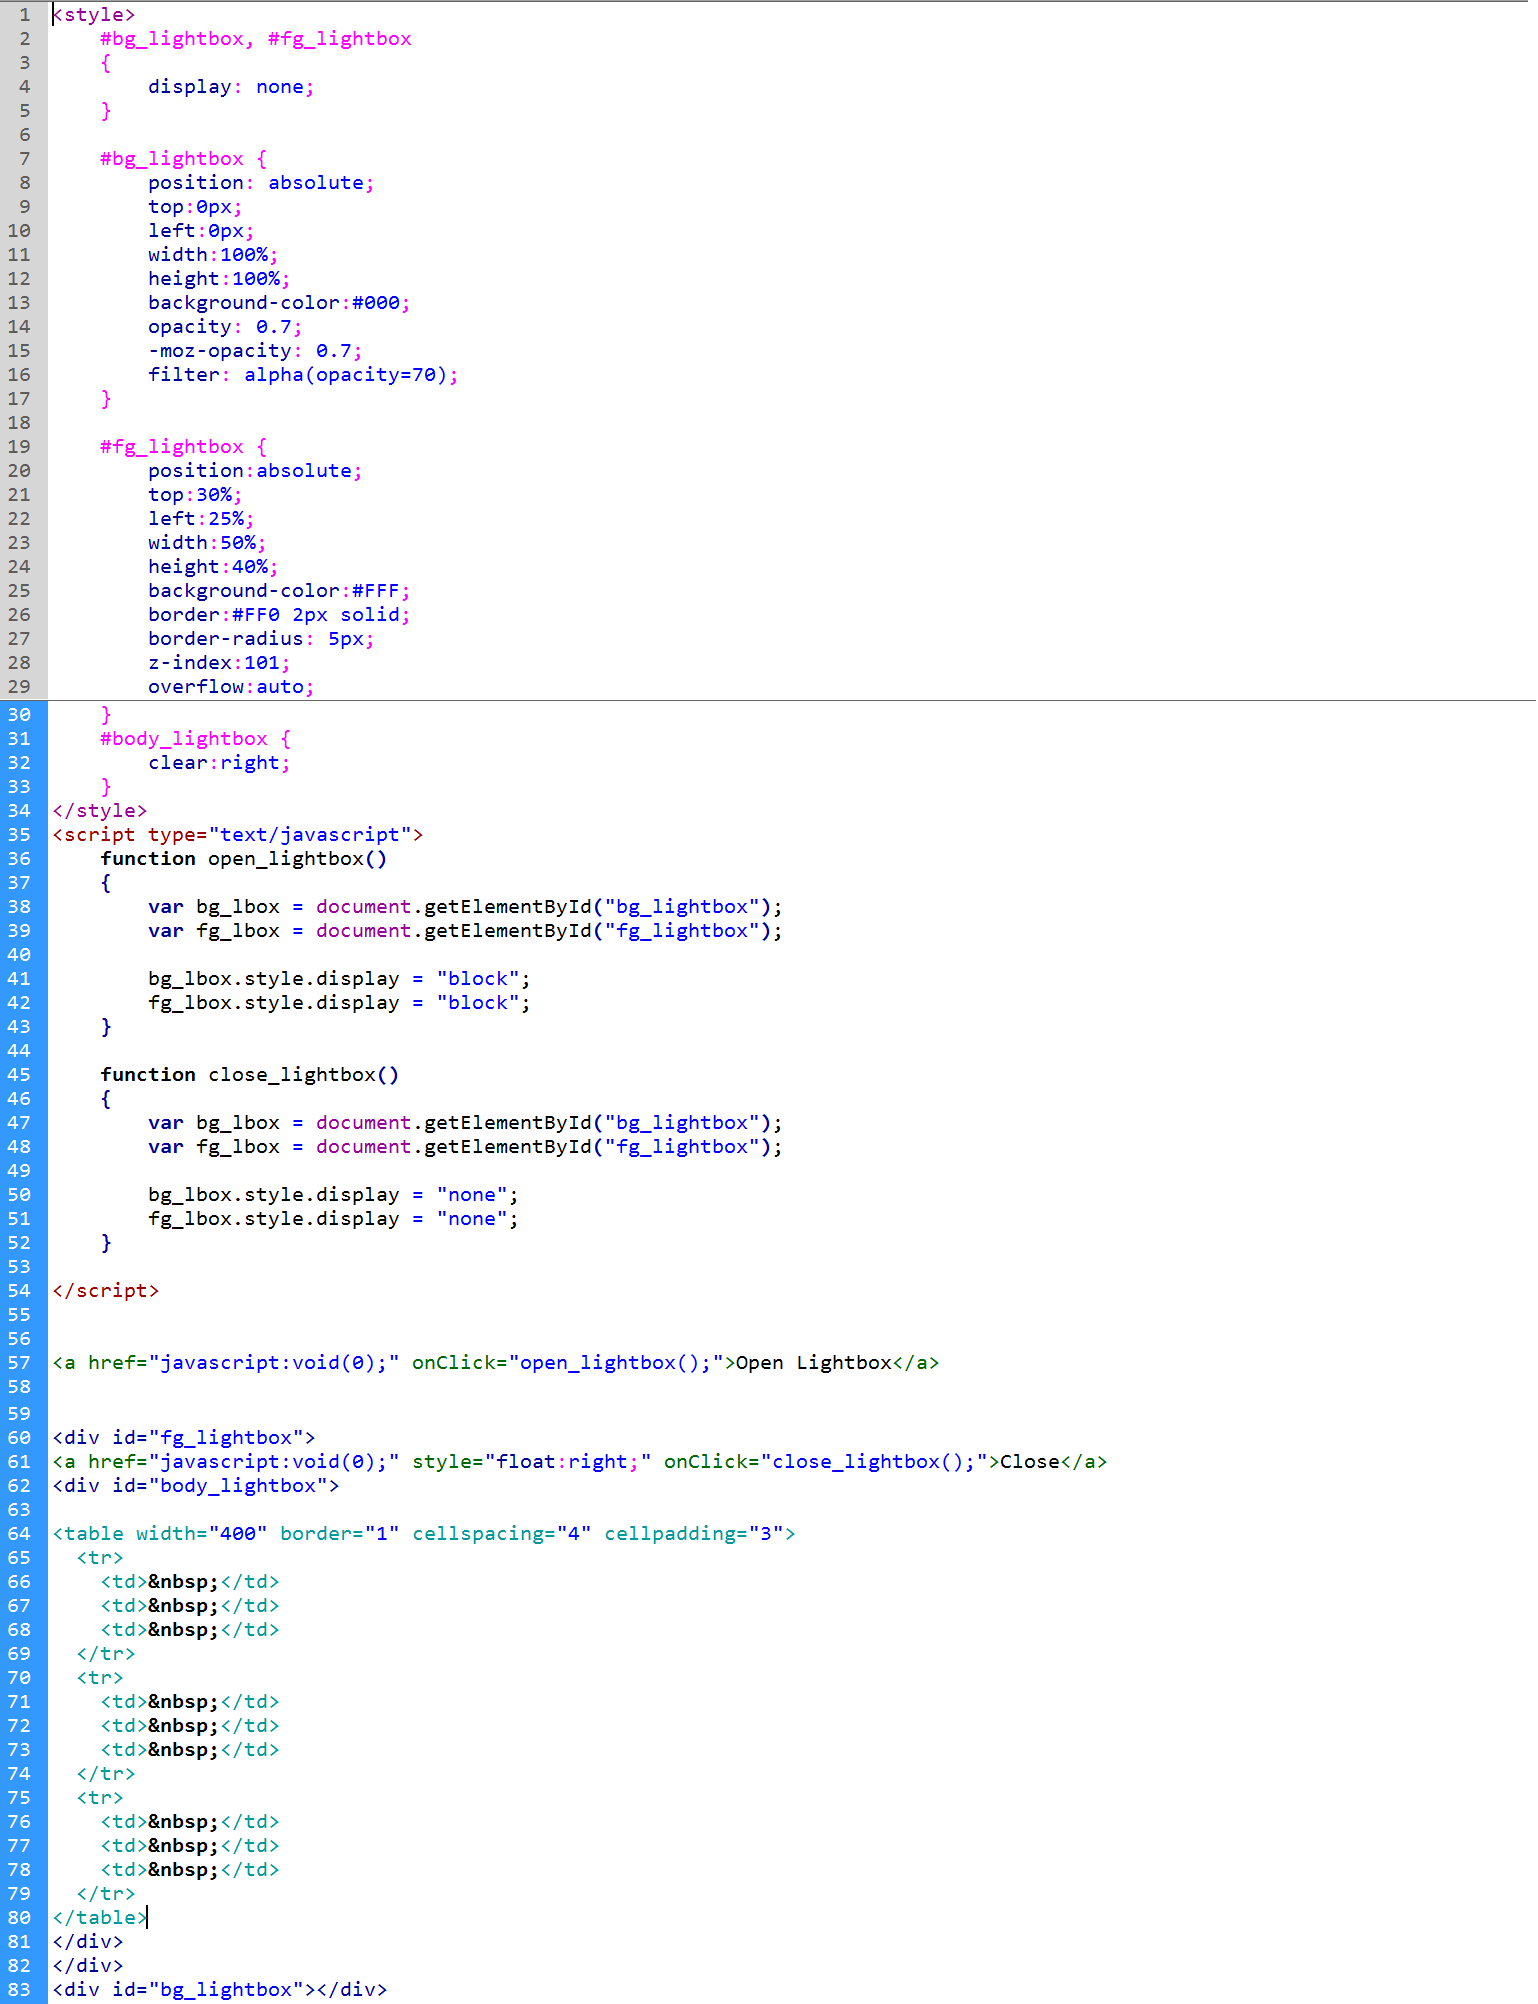 1 <style>
2     #bg_lightbox, #fg_lightbox
3     {
4         display: none;
5     }
6
7     #bg_lightbox {
8         position: absolute;
9         top:0px;
10         left:0px;
11         width:100%;
12         height:100%;
13         background-color:#000;
14         opacity: 0.7;
15         -moz-opacity: 0.7;
16         filter: alpha(opacity=70);
17     }
18
19     #fg_lightbox {
20         position:absolute;
21         top:30%;
22         left:25%;
23         width:50%;
24         height:40%;
25         background-color:#FFF;
26         border:#FF0 2px solid;
27         border-radius: 5px;
28         z-index:101;
29         overflow:auto;
30     }
31     #body_lightbox {
32         clear:right;
33     }
34 </style>
35 <script type="text/javascript">
36     function open_lightbox()
37     {
38         var bg_lbox = document.getElementById("bg_lightbox");
39         var fg_lbox = document.getElementById("fg_lightbox");
40
41         bg_lbox.style.display = "block";
42         fg_lbox.style.display = "block";
43     }
44
45     function close_lightbox()
46     {
47         var bg_lbox = document.getElementById("bg_lightbox");
48         var fg_lbox = document.getElementById("fg_lightbox");
49
50         bg_lbox.style.display = "none";
51         fg_lbox.style.display = "none";
52     }
53
54 </script>
55
56
57 <a href="javascript:void(0);" onClick="open_lightbox();">Open Lightbox</a>
58
59
60 <div id="fg_lightbox">
61 <a href="javascript:void(0);" style="float:right;" onClick="close_lightbox();">Close</a>
62 <div id="body_lightbox">
63
64 <table width="400" border="1" cellspacing="4" cellpadding="3">
65   <tr>
66     <td>&nbsp;</td>
67     <td>&nbsp;</td>
68     <td>&nbsp;</td>
69   </tr>
70   <tr>
71     <td>&nbsp;</td>
72     <td>&nbsp;</td>
73     <td>&nbsp;</td>
74   </tr>
75   <tr>
76     <td>&nbsp;</td>
77     <td>&nbsp;</td>
78     <td>&nbsp;</td>
79   </tr>
80 </table>
81 </div>
82 </div>
83 <div id="bg_lightbox"></div>